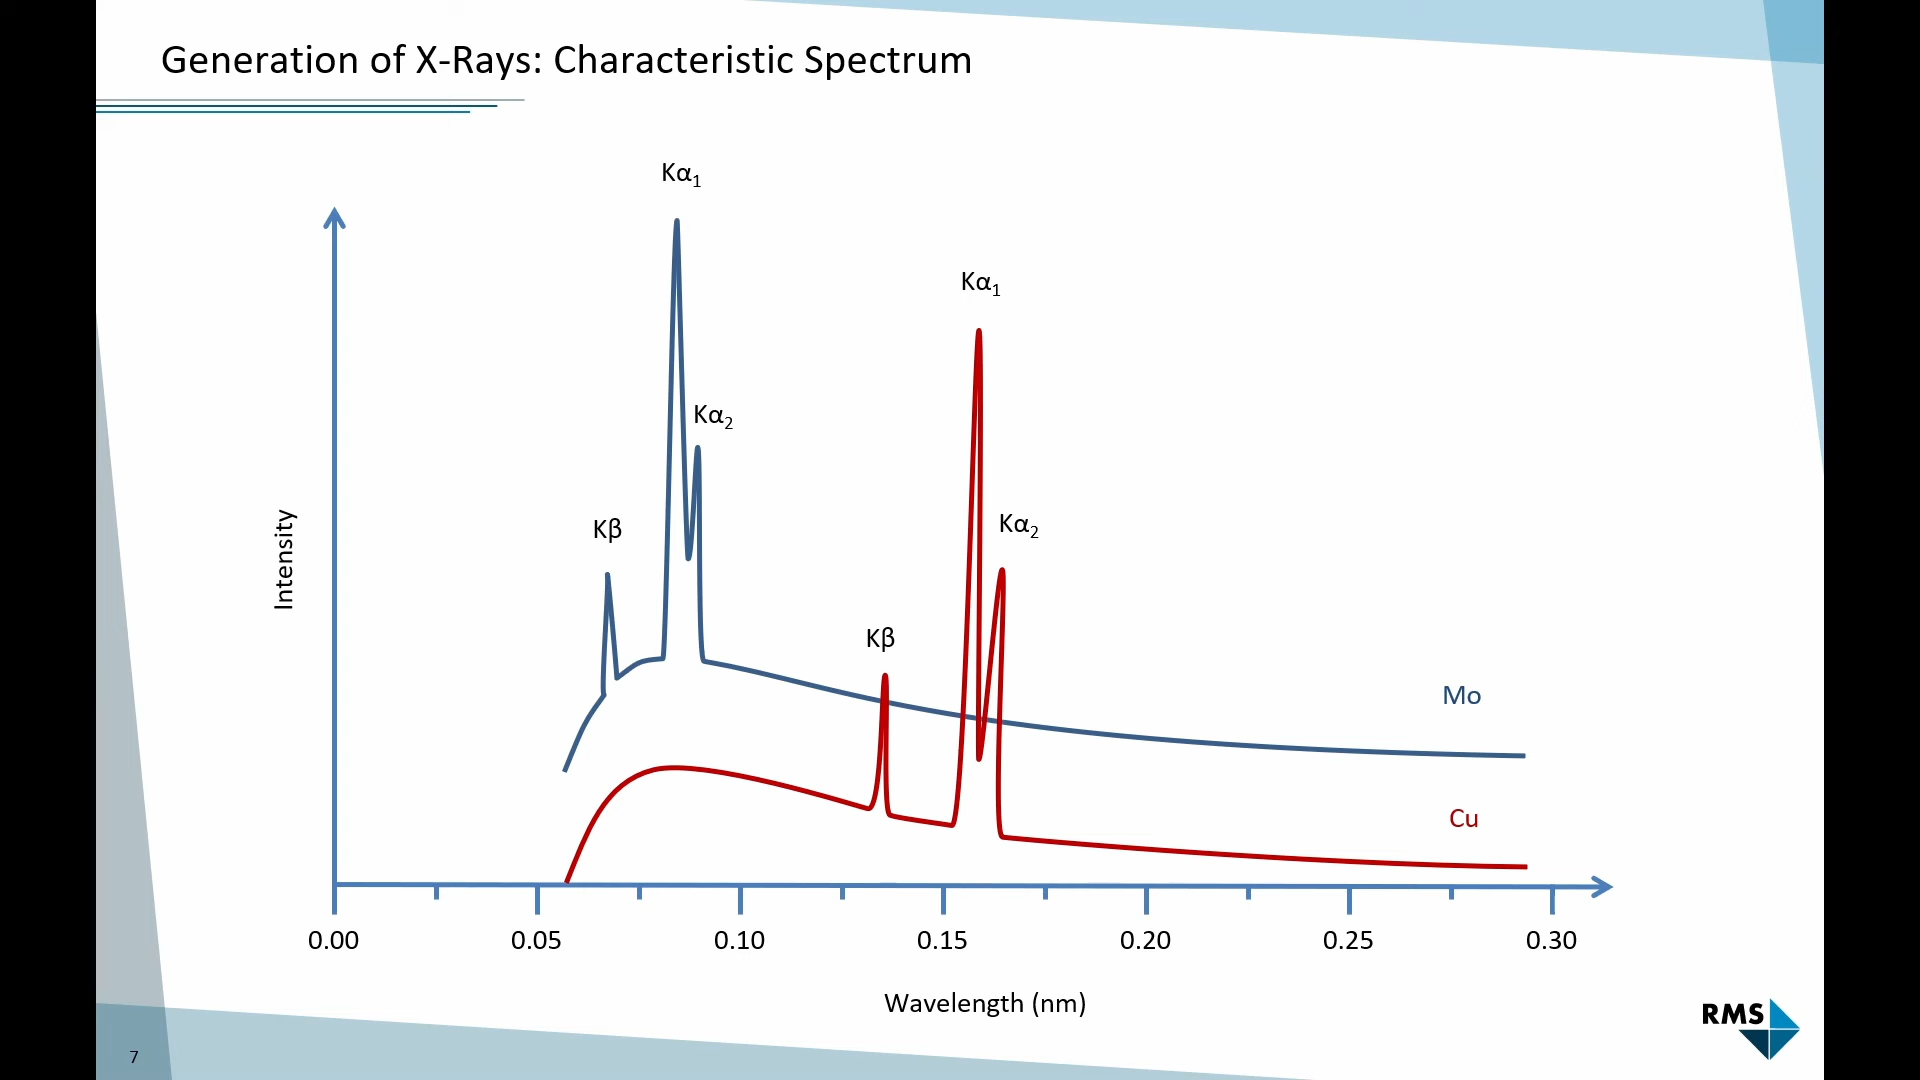 Generation of X-Rays: Characteristic Spectrum
Kα₁
Kα₁
Kα₂
Kα₂
Kβ
Kβ
Intensity
Mo
Cu
0.00 0.05 0.10 0.15 0.20 0.25 0.30
Wavelength (nm)
RMS
7